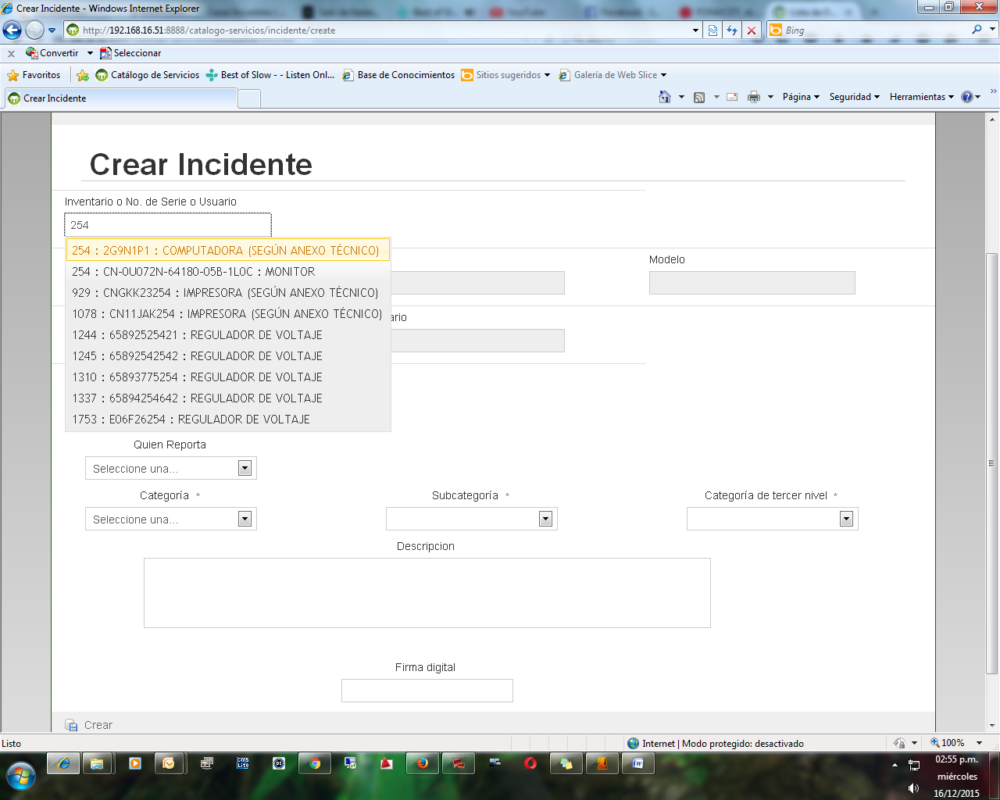 Crear Incidente - Windows Internet Explorer
http://192.168.16.51:8888/catalogo-servicios/incidente/create
Bing
x Convertir Seleccionar
Favoritos Catálogo de Servicios Best of Slow - - Listen Onl... Base de Conocimientos Sitios sugeridos Galería de Web Slice
Crear Incidente Página Seguridad Herramientas
Crear Incidente
Inventario o No. de Serie o Usuario
254
254 : 2G9N1P1 : COMPUTADORA (SEGÚN ANEXO TÉCNICO)
254 : CN-0U072N-64180-05B-1L0C : MONITOR
929 : CNGKK23254 : IMPRESORA (SEGÚN ANEXO TÉCNICO)
1078 : CN11JAK254 : IMPRESORA (SEGÚN ANEXO TÉCNICO)
1244 : 65892525421 : REGULADOR DE VOLTAJE
1245 : 65892542542 : REGULADOR DE VOLTAJE
1310 : 65893775254 : REGULADOR DE VOLTAJE
1337 : 65894254642 : REGULADOR DE VOLTAJE
1753 : E06F26254 : REGULADOR DE VOLTAJE
Modelo
ario
Quien Reporta
Seleccione una...
Categoría * Subcategoría * Categoría de tercer nivel *
Seleccione una...
Descripcion
Firma digital
Crear
Listo Internet | Modo protegido: desactivado 100%
CMS Lite
02:55 p.m.
miércoles
16/12/2015